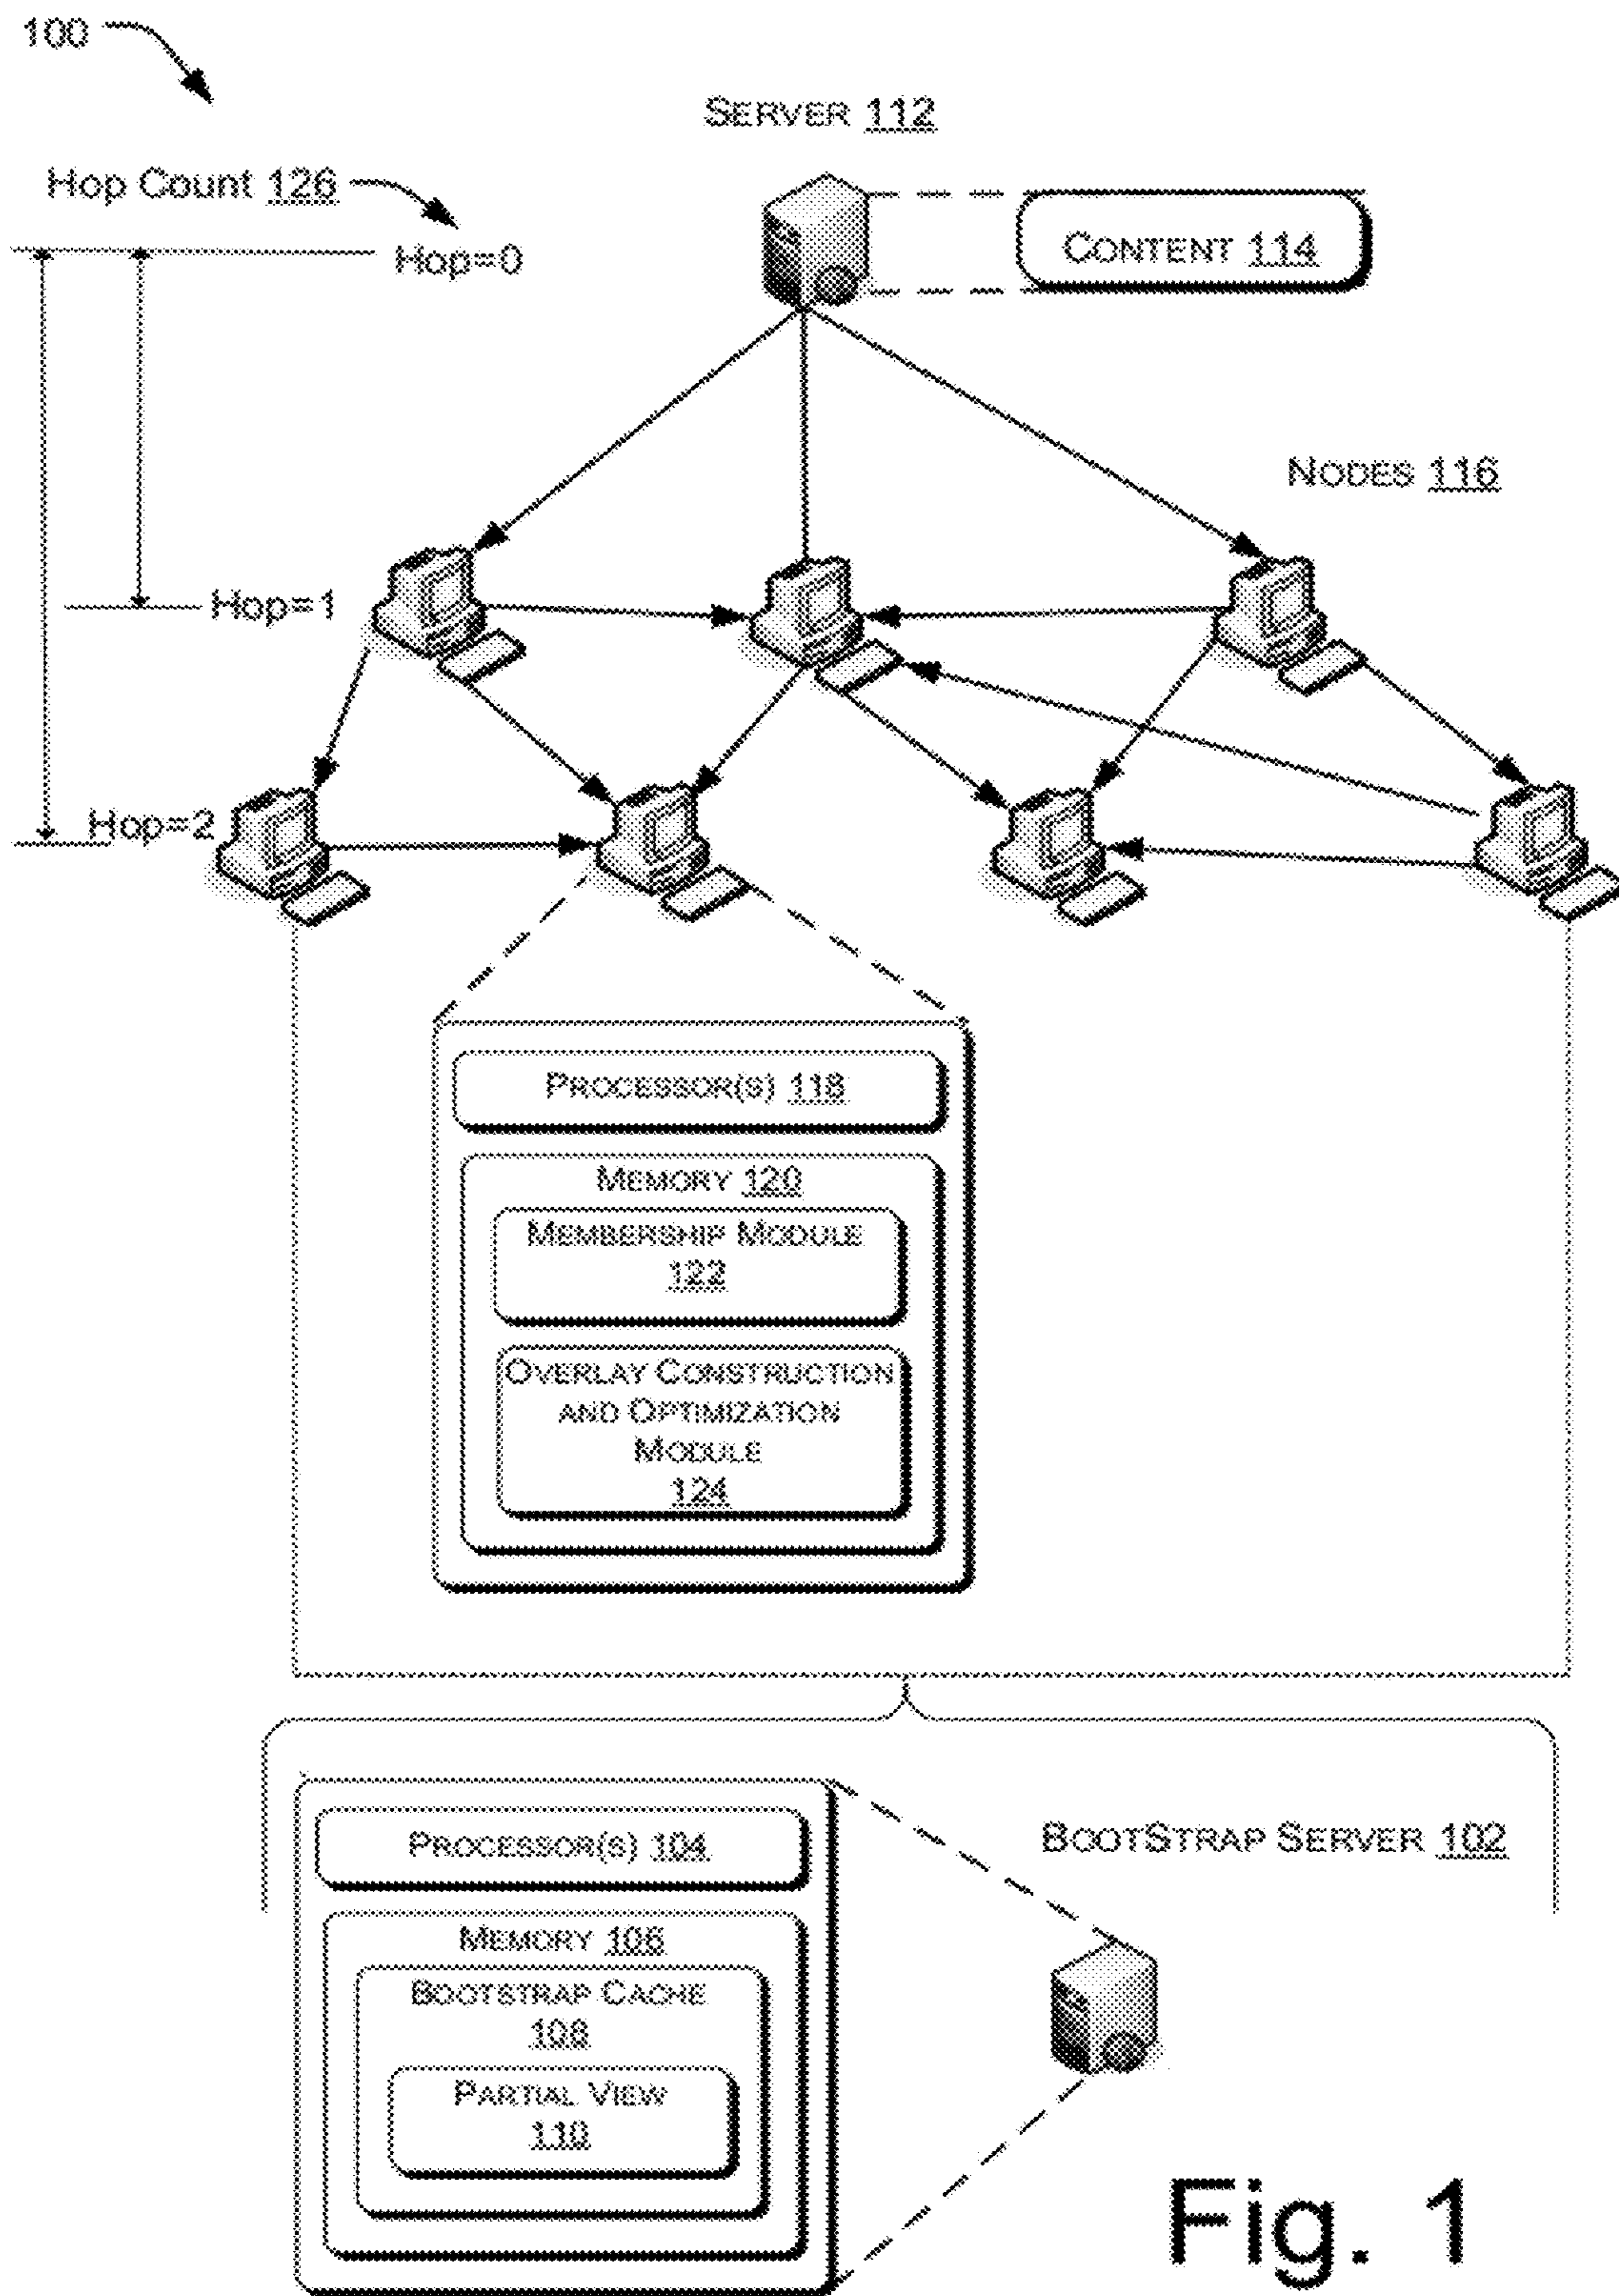 100
SERVER 112
Hop Count 126
Hop=0
CONTENT 114
NODES 116
Hop=1
Hop=2
PROCESSOR(S) 118
MEMORY 120
MEMBERSHIP MODULE
122
OVERLAY CONSTRUCTION
AND OPTIMIZATION
MODULE
124
PROCESSOR(S) 104
BOOTSTRAP SERVER 102
MEMORY 106
BOOTSTRAP CACHE
108
PARTIAL VIEW
110
Fig. 1